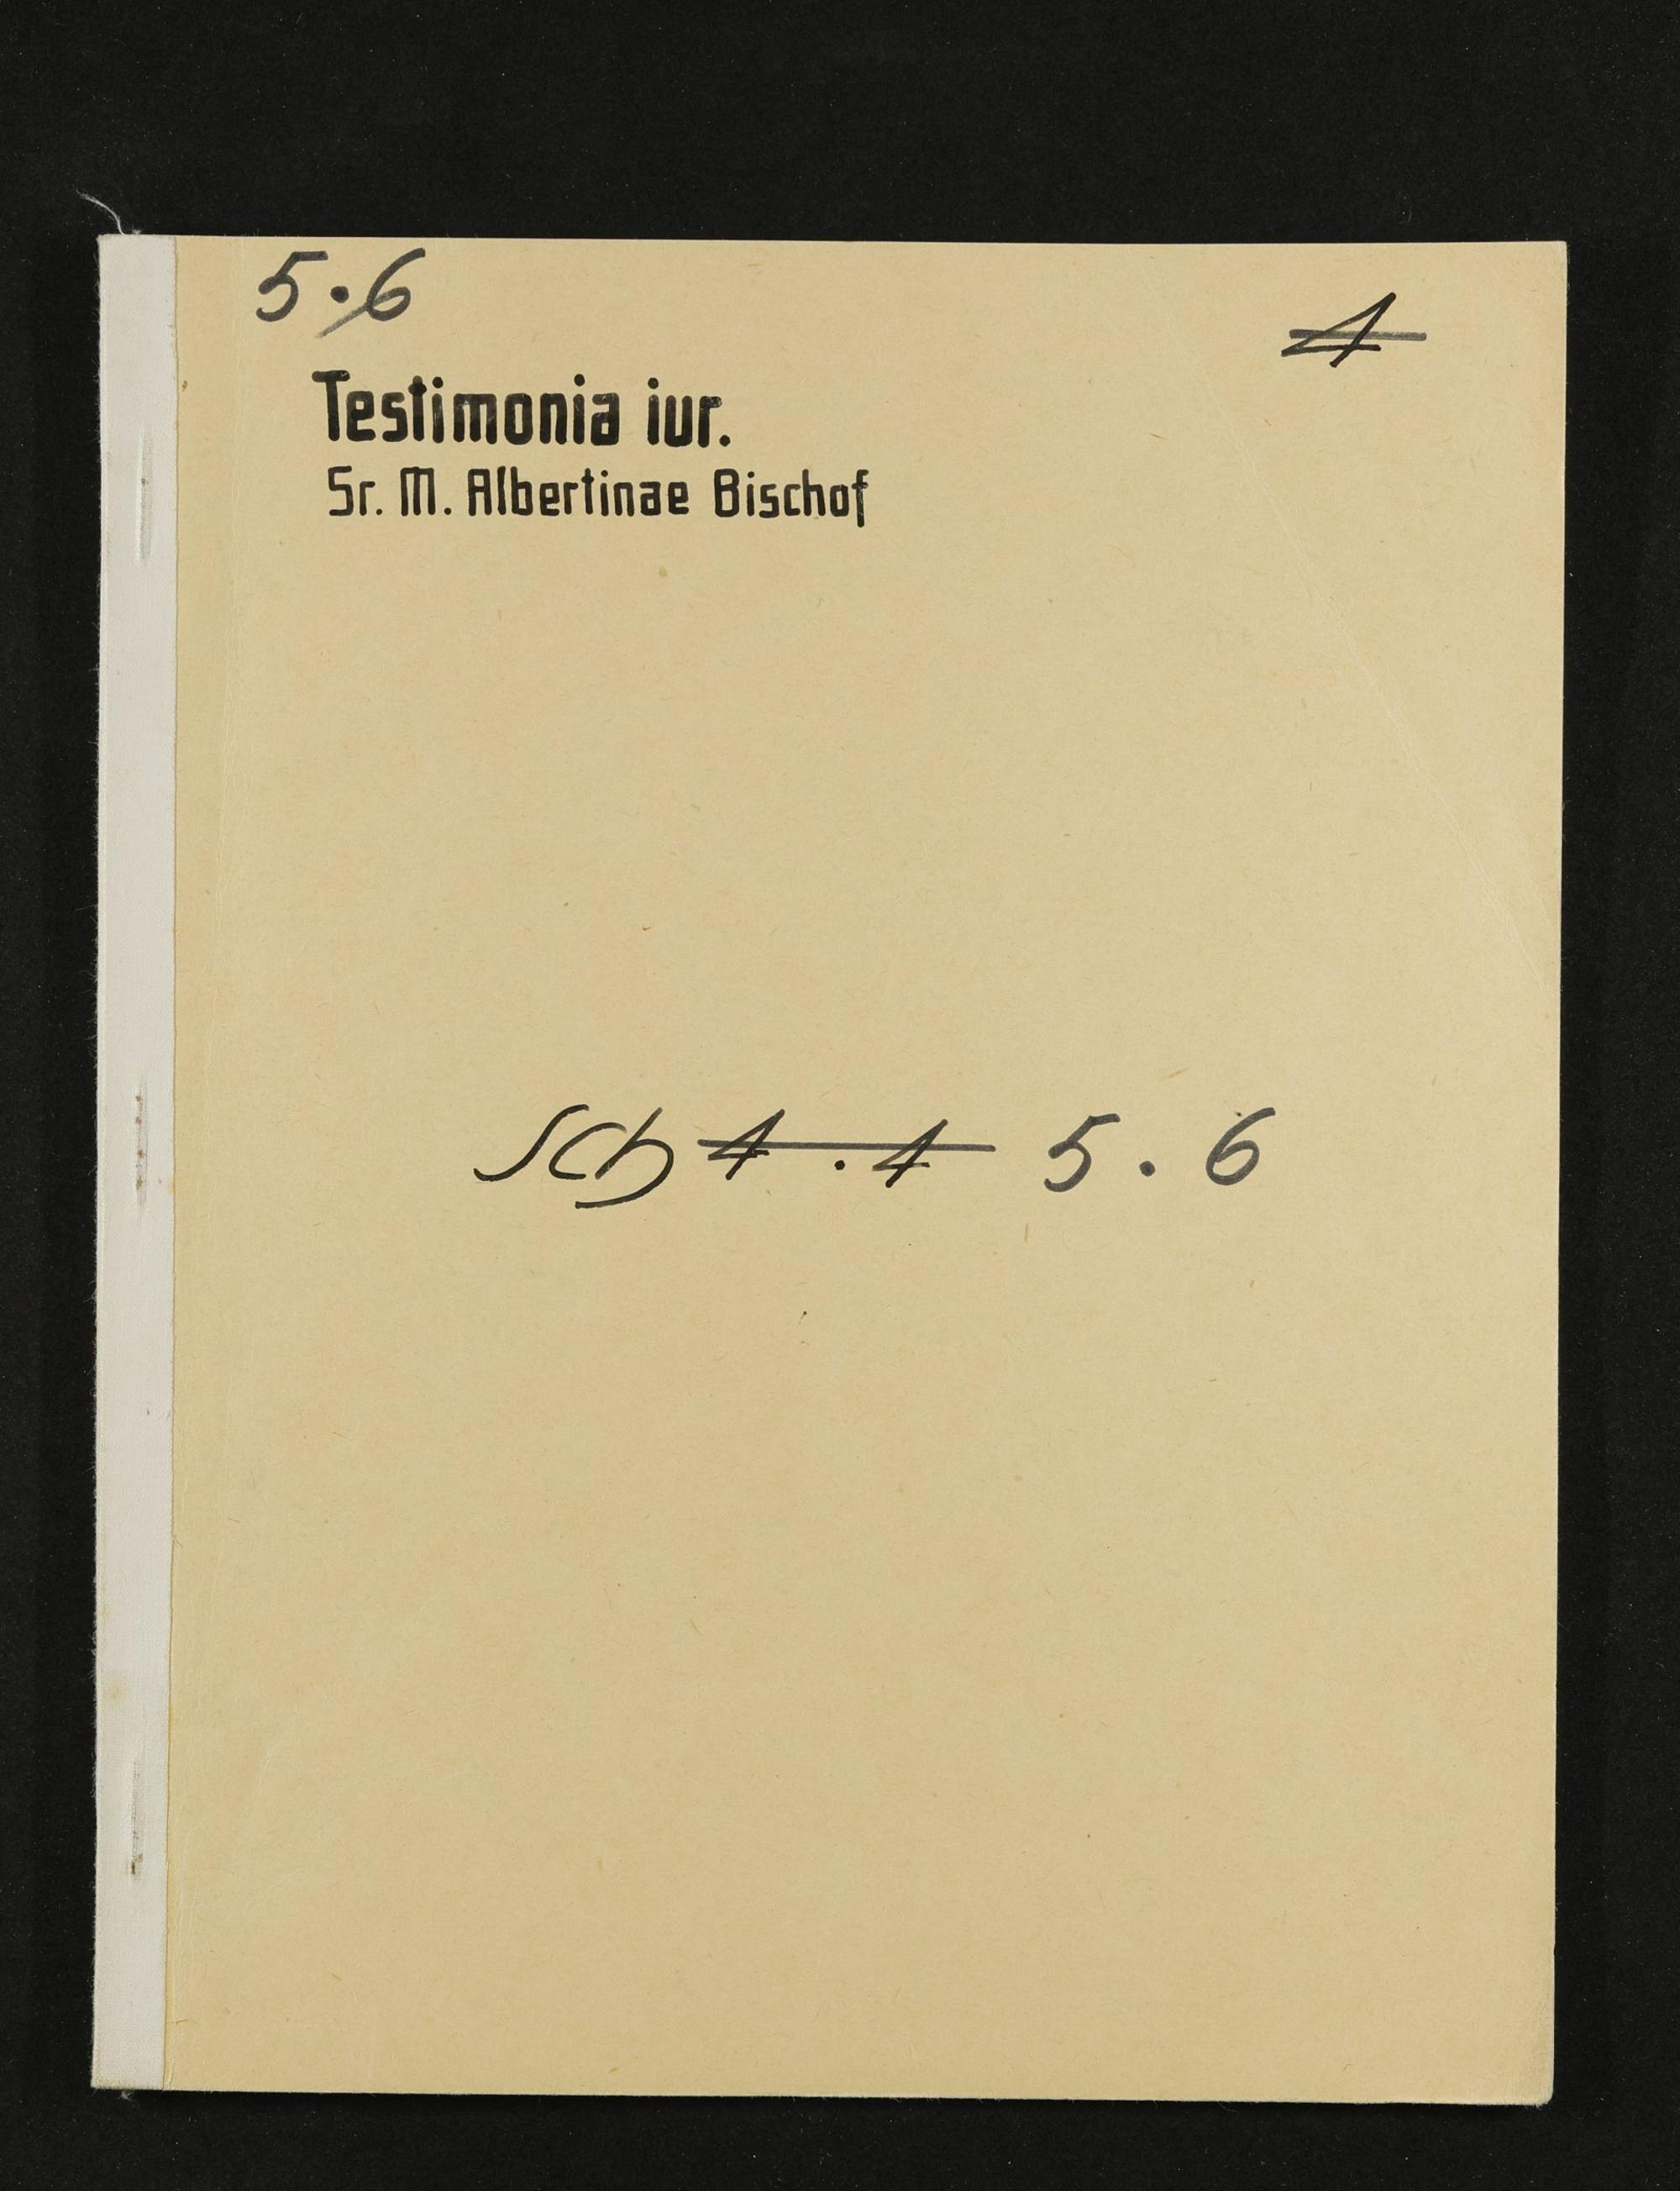 5.6
4
Testimonia iur.
Sr. M. Albertinae Bischof
Sch 4.4 5.6